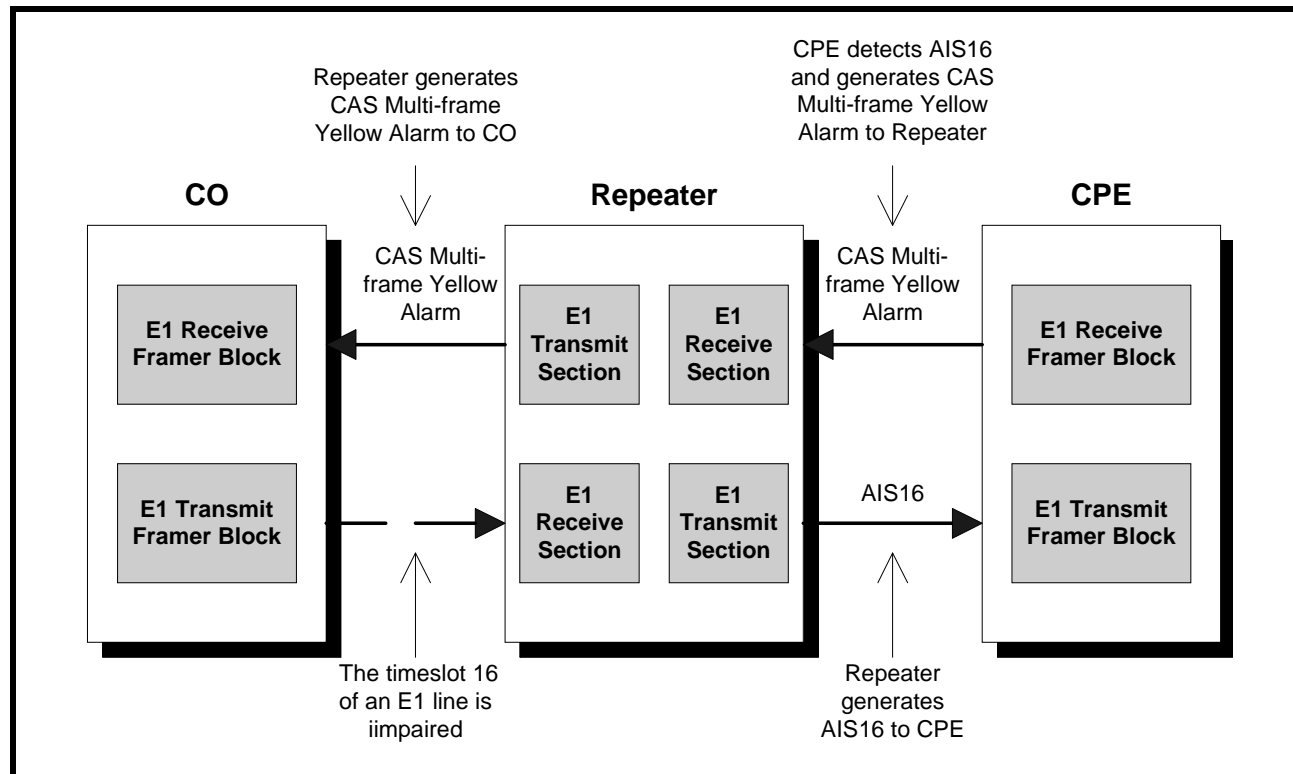 Repeater generates
CAS Multi-frame
Yellow Alarm to CO
CPE detects AIS16
and generates CAS
Multi-frame Yellow
Alarm to Repeater
CO
Repeater
CPE
CAS Multi-
frame Yellow
Alarm
CAS Multi-
frame Yellow
Alarm
E1 Receive
Framer Block
E1
Transmit
Section
E1
Receive
Section
E1 Receive
Framer Block
E1 Transmit
Framer Block
E1
Receive
Section
E1
Transmit
Section
AIS16
E1 Transmit
Framer Block
The timeslot 16
of an E1 line is
iimpaired
Repeater
generates
AIS16 to CPE